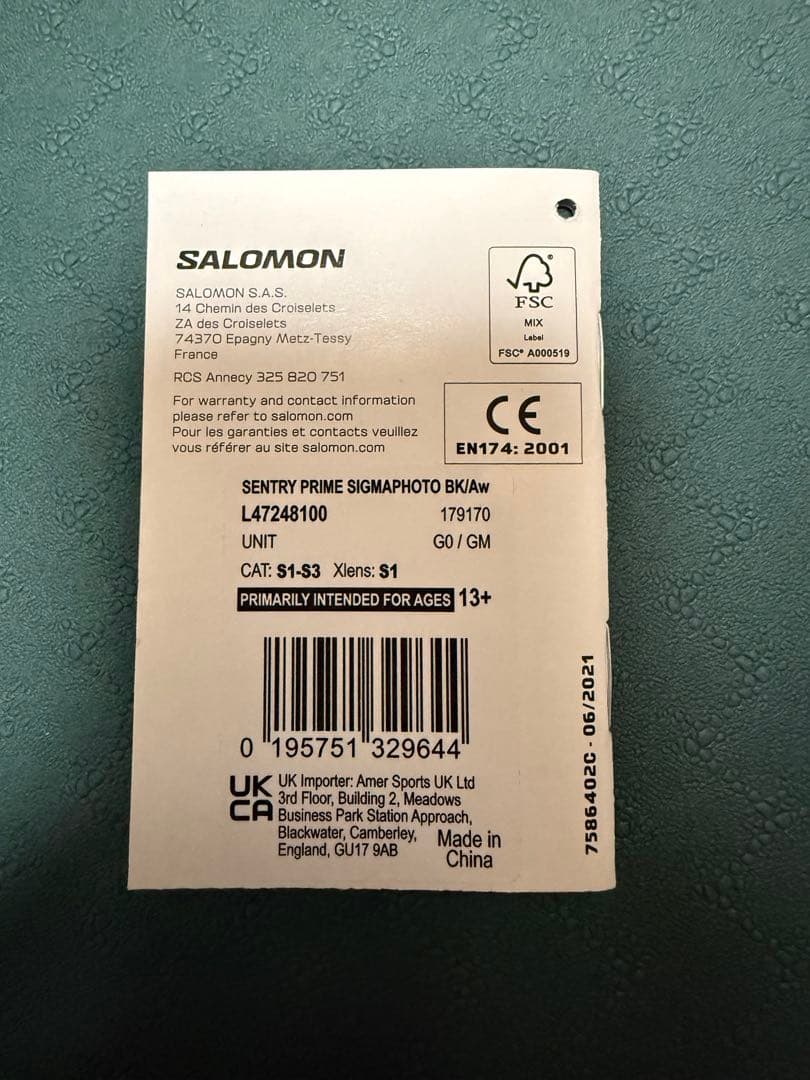 SALOMON
SALOMON S.A.S.
14 Chemin des Croiselets
ZA des Croiselets
74370 Epagny Metz-Tessy
France
RCS Annecy 325 820 751
For warranty and contact information
please refer to salomon.com
Pour les garanties et contacts veuillez
vous référer au site salomon.com
FSC
MIX
Label
FSC® A000519
CE
EN174: 2001
SENTRY PRIME SIGMAPHOTO BK/Aw
L47248100 179170
UNIT G0 / GM
CAT: S1-S3 Xlens: S1
PRIMARILY INTENDED FOR AGES 13+
0 195751 329644
UK
CA
UK Importer: Amer Sports UK Ltd
3rd Floor, Building 2, Meadows
Business Park Station Approach,
Blackwater, Camberley,
England, GU17 9AB
Made in
China
7586402C - 06/2021